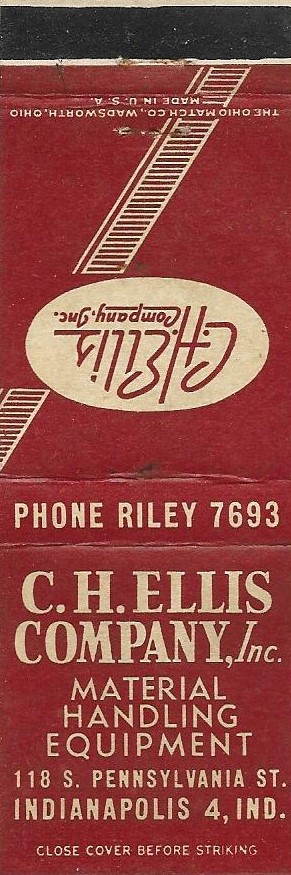 THE OHIO MATCH CO., WADSWORTH, OHIO
MADE IN U.S.A.
C.H. Ellis
Company, Inc.
PHONE RILEY 7693
C.H. ELLIS
COMPANY, Inc.
MATERIAL
HANDLING
EQUIPMENT
118 S. PENNSYLVANIA ST.
INDIANAPOLIS 4, IND.
CLOSE COVER BEFORE STRIKING